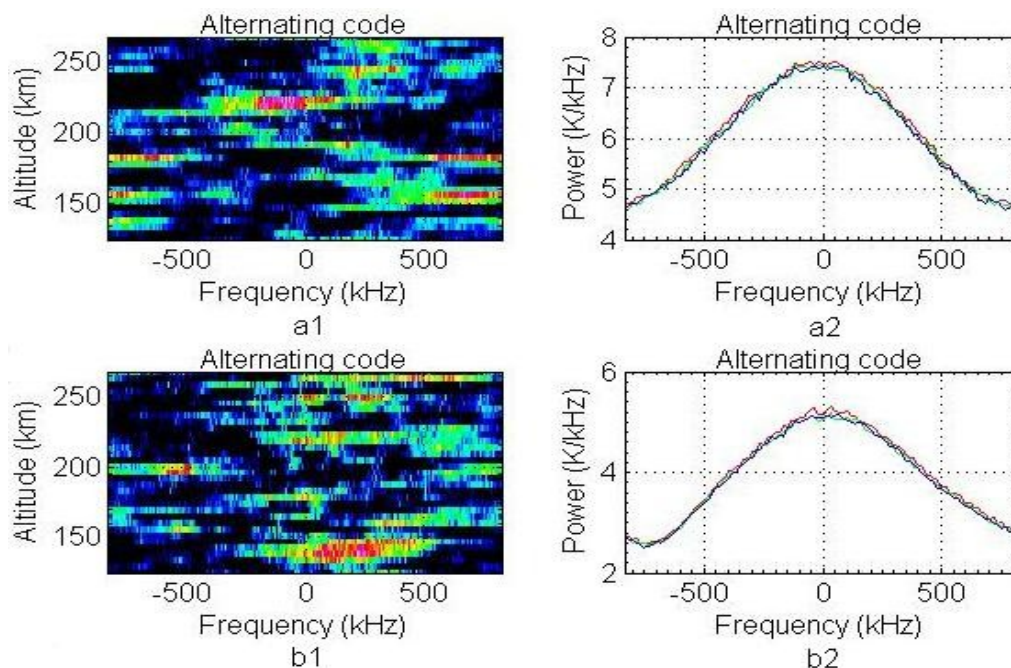 Alternating code
Altitude (km)
250
200
150
-500 0 500
Frequency (kHz)
a1
Alternating code
Power (K/kHz)
8
7
6
5
4
-500 0 500
Frequency (kHz)
a2
Alternating code
Altitude (km)
250
200
150
-500 0 500
Frequency (kHz)
b1
Alternating code
Power (K/kHz)
6
4
2
-500 0 500
Frequency (kHz)
b2